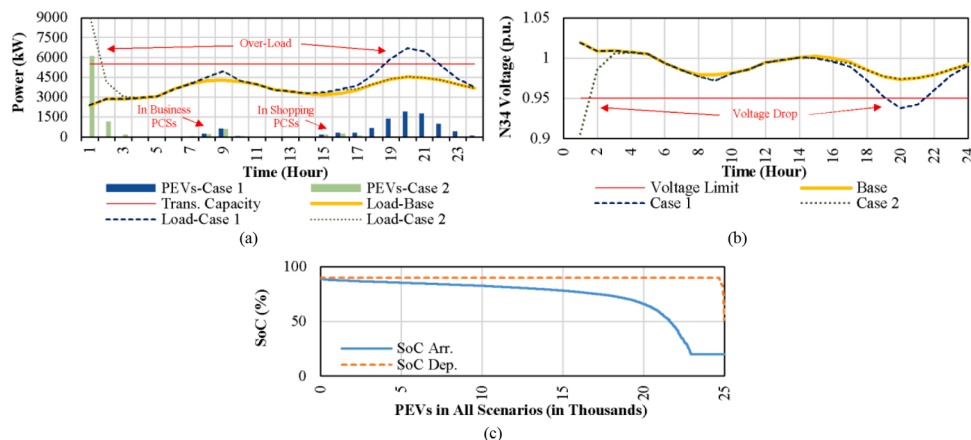 9000
7500
6000
4500
3000
1500
0
Power (kW)
Over-Load
In Business
PCSs
In Shopping
PCSs
1 3 5 7 9 11 13 15 17 19 21 23
Time (Hour)
PEVs-Case 1
PEVs-Case 2
Trans. Capacity
Load-Base
Load-Case 1
Load-Case 2
(a)
1.05
1
0.95
0.9
N34 Voltage (p.u.)
Voltage Drop
0 2 4 6 8 10 12 14 16 18 20 22 24
Time (Hour)
Voltage Limit
Base
Case 1
Case 2
(b)
100
50
0
SoC (%)
SoC Arr.
SoC Dep.
0 5 10 15 20 25
PEVs in All Scenarios (in Thousands)
(c)